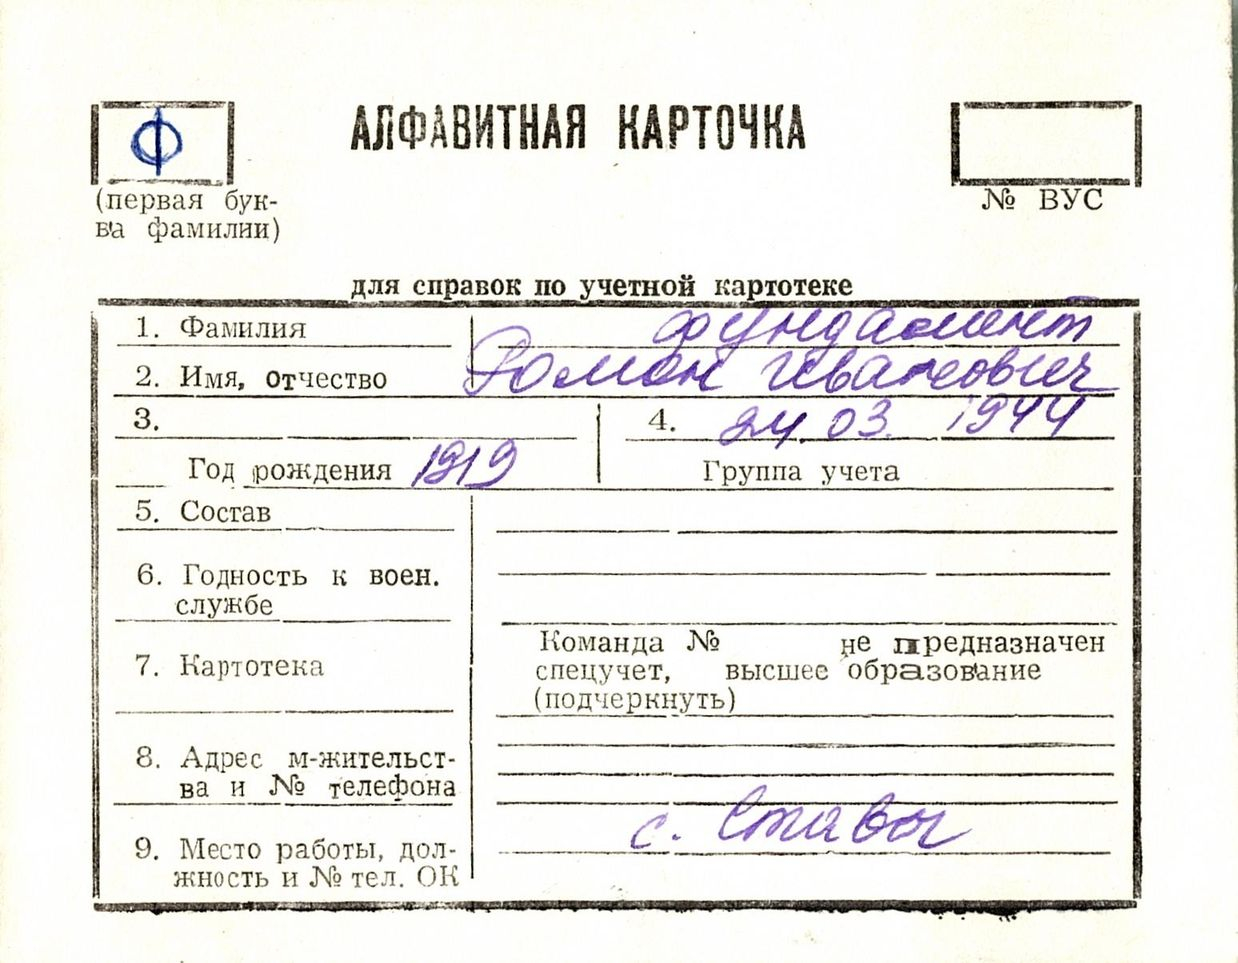 Ф
АЛФАВИТНАЯ КАРТОЧКА
(первая бук-
ва фамилии)
№ ВУС
для справок по учетной картотеке
1. Фамилия Фундамент
2. Имя, отчество Роман Иванович
3.
Год рождения 1919
4. 24.03. 1944
Группа учета
5. Состав
6. Годность к воен.
службе
7. Картотека
Команда № не предназначен
спецучет, высшее образование
(подчеркнуть)
8. Адрес м-жительст-
ва и № телефона
с. Ставы
9. Место работы, дол-
жность и № тел. ОК